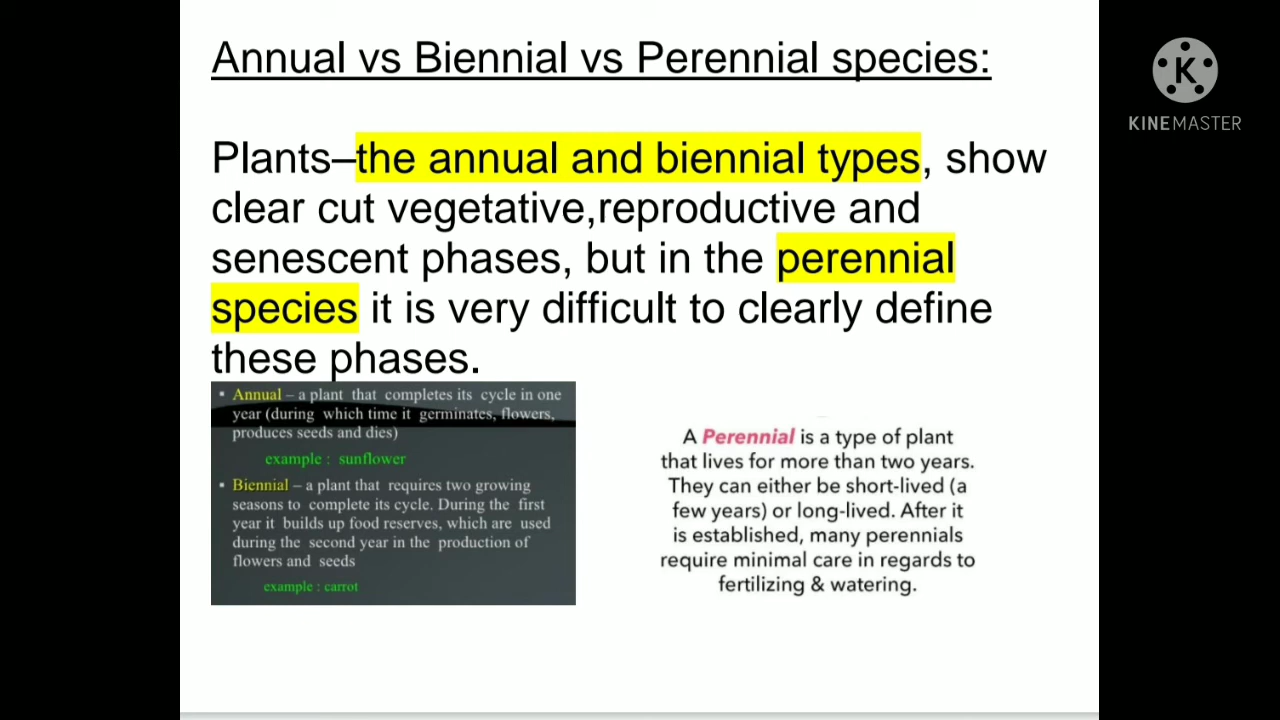 Annual vs Biennial vs Perennial species:
Plants–the annual and biennial types, show
clear cut vegetative,reproductive and
senescent phases, but in the perennial
species it is very difficult to clearly define
these phases.
▪ Annual – a plant that completes its cycle in one
year (during which time it germinates, flowers,
produces seeds and dies)
example : sunflower
▪ Biennial – a plant that requires two growing
seasons to complete its cycle. During the first
year it builds up food reserves, which are used
during the second year in the production of
flowers and seeds
example : carrot
A Perennial is a type of plant
that lives for more than two years.
They can either be short-lived (a
few years) or long-lived. After it
is established, many perennials
require minimal care in regards to
fertilizing & watering.
K
KINEMASTER